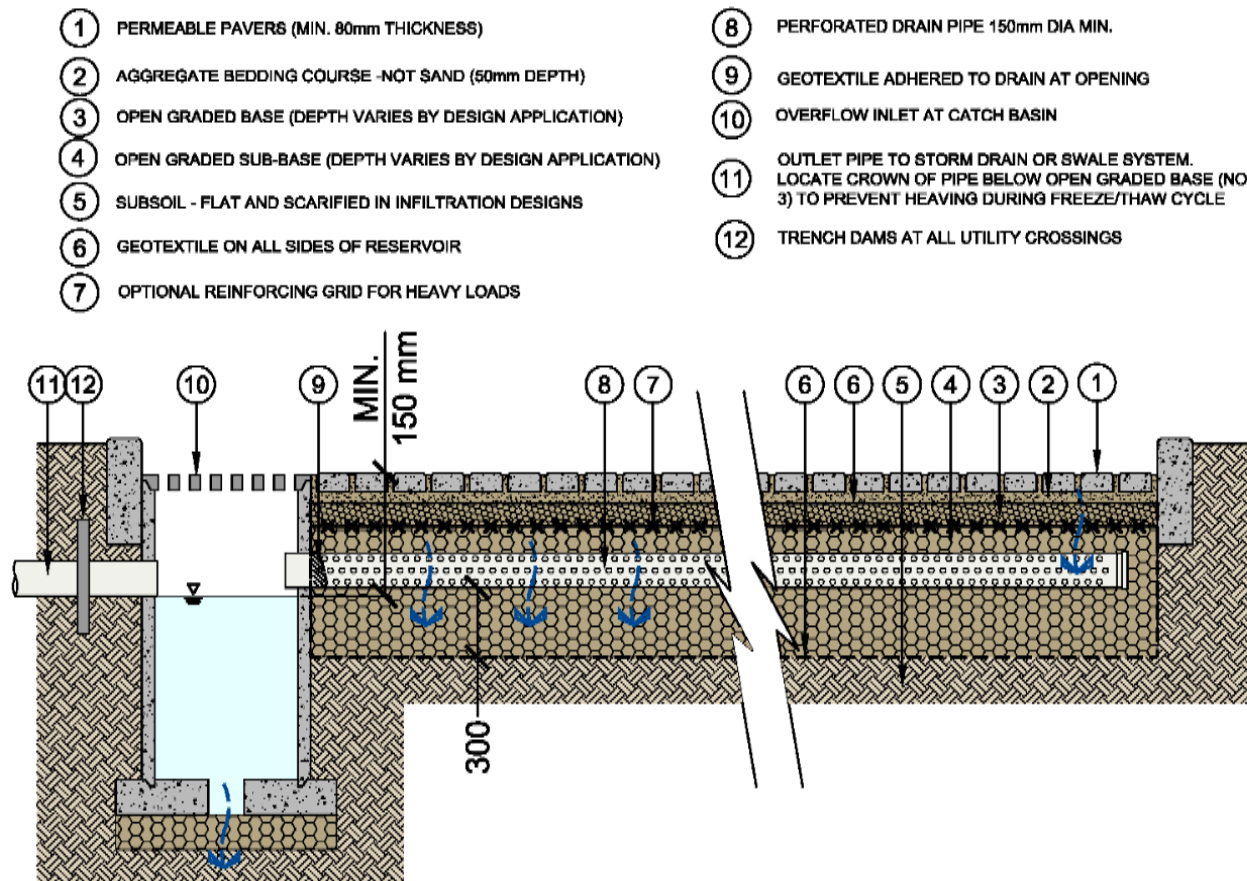 1 PERMEABLE PAVERS (MIN. 80mm THICKNESS)
2 AGGREGATE BEDDING COURSE -NOT SAND (50mm DEPTH)
3 OPEN GRADED BASE (DEPTH VARIES BY DESIGN APPLICATION)
4 OPEN GRADED SUB-BASE (DEPTH VARIES BY DESIGN APPLICATION)
5 SUBSOIL - FLAT AND SCARIFIED IN INFILTRATION DESIGNS
6 GEOTEXTILE ON ALL SIDES OF RESERVOIR
7 OPTIONAL REINFORCING GRID FOR HEAVY LOADS
8 PERFORATED DRAIN PIPE 150mm DIA MIN.
9 GEOTEXTILE ADHERED TO DRAIN AT OPENING
10 OVERFLOW INLET AT CATCH BASIN
11 OUTLET PIPE TO STORM DRAIN OR SWALE SYSTEM.
LOCATE CROWN OF PIPE BELOW OPEN GRADED BASE (NO
3) TO PREVENT HEAVING DURING FREEZE/THAW CYCLE
12 TRENCH DAMS AT ALL UTILITY CROSSINGS
11 12 10 9 MIN. 8 7 6 6 5 4 3 2 1
150 mm
300